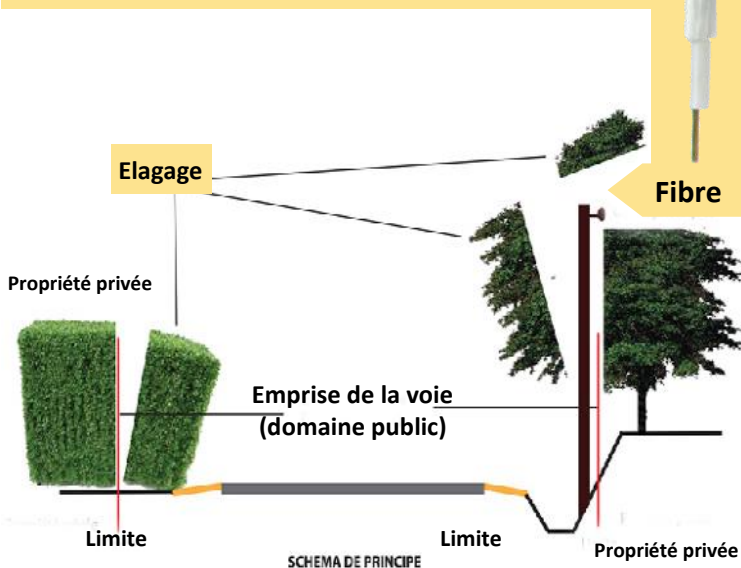 Elagage
Fibre
Propriété privée
Emprise de la voie
(domaine public)
Limite
Limite
Propriété privée
SCHEMA DE PRINCIPE